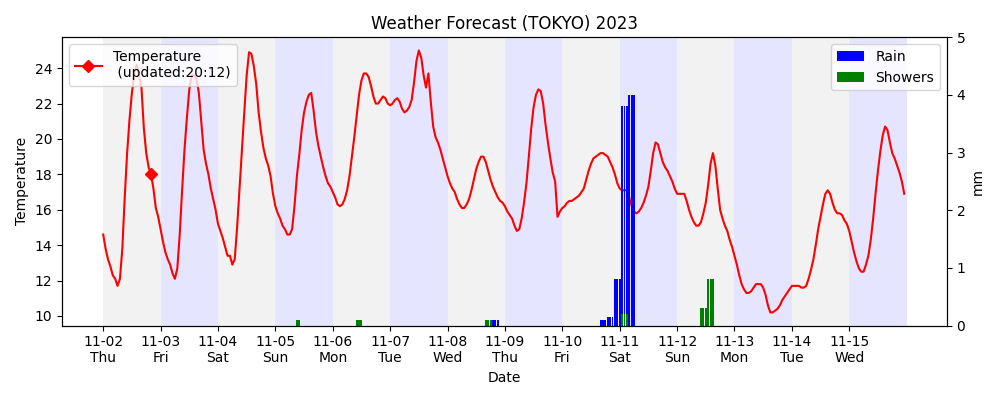 Weather Forecast (TOKYO) 2023
Temperature
(updated:20:12)
Rain
Showers
Temperature
24
22
20
18
16
14
12
10
5
4
3
2
1
0
mm
11-02 11-03 11-04 11-05 11-06 11-07 11-08 11-09 11-10 11-11 11-12 11-13 11-14 11-15
Thu Fri Sat Sun Mon Tue Wed Thu Fri Sat Sun Mon Tue Wed
Date